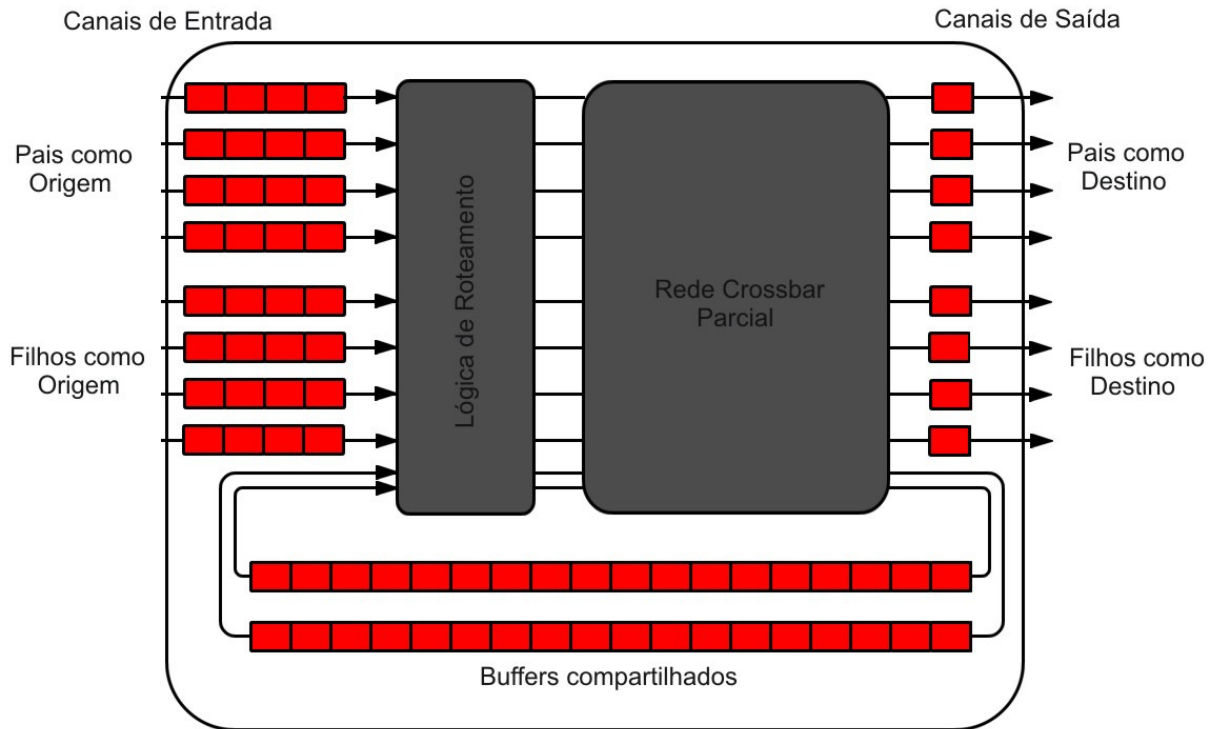 Canais de Entrada
Canais de Saída
Pais como
Origem
Lógica de Roteamento
Rede Crossbar
Parcial
Pais como
Destino
Filhos como
Origem
Filhos como
Destino
Buffers compartilhados